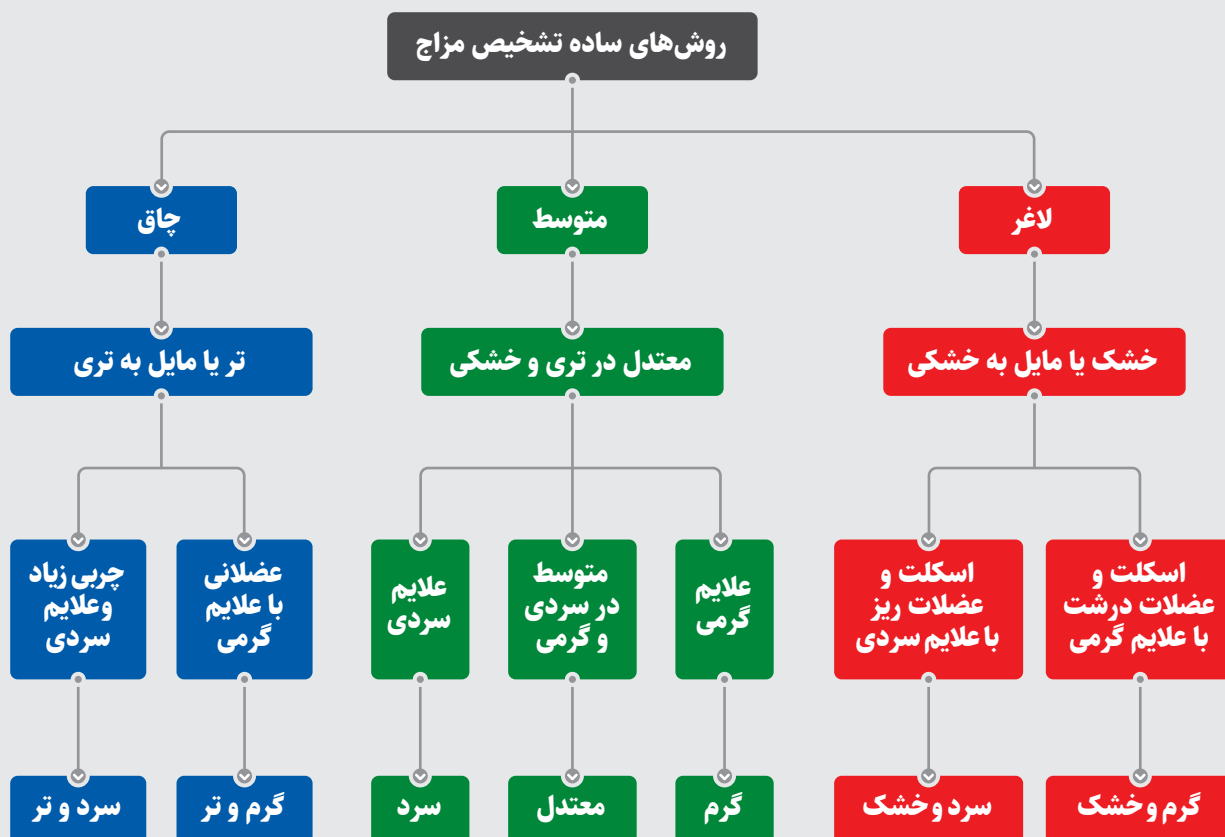 روش‌های ساده تشخیص مزاج
لاغر
متوسط
چاق
خشک یا مایل به خشکی
معتدل در تری و خشکی
تر یا مایل به تری
اسکلت و
عضلات درشت
با علایم گرمی
اسکلت و
عضلات ریز
با علایم سردی
علایم
گرمی
متوسط
در سردی
و گرمی
علایم
سردی
عضلانی
با علایم
گرمی
چربی زیاد
وعلایم
سردی
گرم وخشک
سرد وخشک
گرم
معتدل
سرد
گرم و تر
سرد و تر